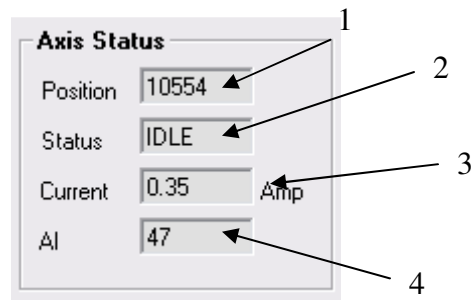 1
Axis Status
Position 10554
2
Status IDLE
3
Current 0.35 Amp
AI 47
4